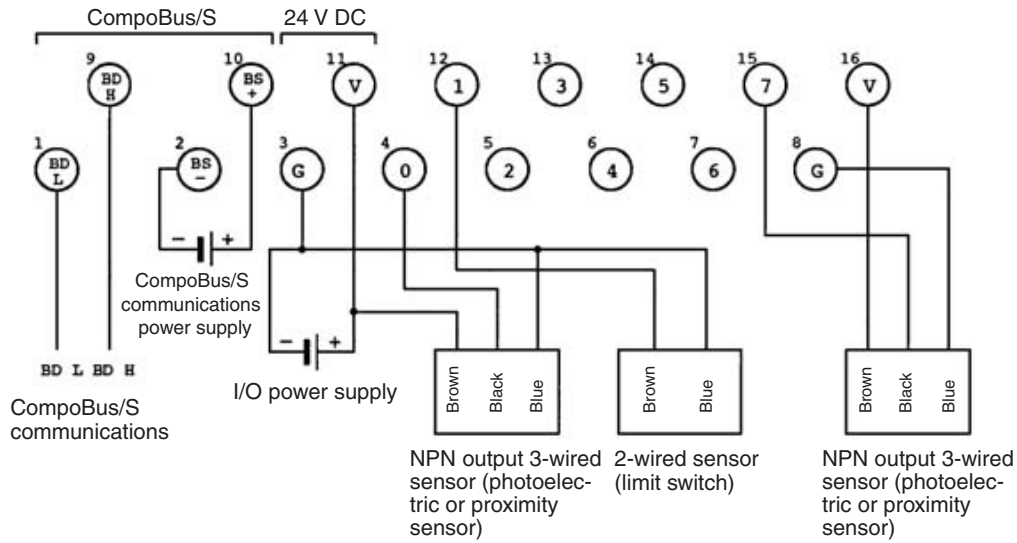 CompoBus/S 24 V DC
9 10 11 12 13 14 15 16
BD H BS + V 1 3 5 7 V
1 2 3 4 5 6 7 8
BD L BS – G 0 2 4 6 G
– +
CompoBus/S
communications
power supply
– +
I/O power supply
BD L BD H
CompoBus/S
communications
Brown Black Blue
Brown Blue
Brown Black Blue
NPN output 3-wired
sensor (photoelec-
tric or proximity
sensor)
2-wired sensor
(limit switch)
NPN output 3-wired
sensor (photoelec-
tric or proximity
sensor)